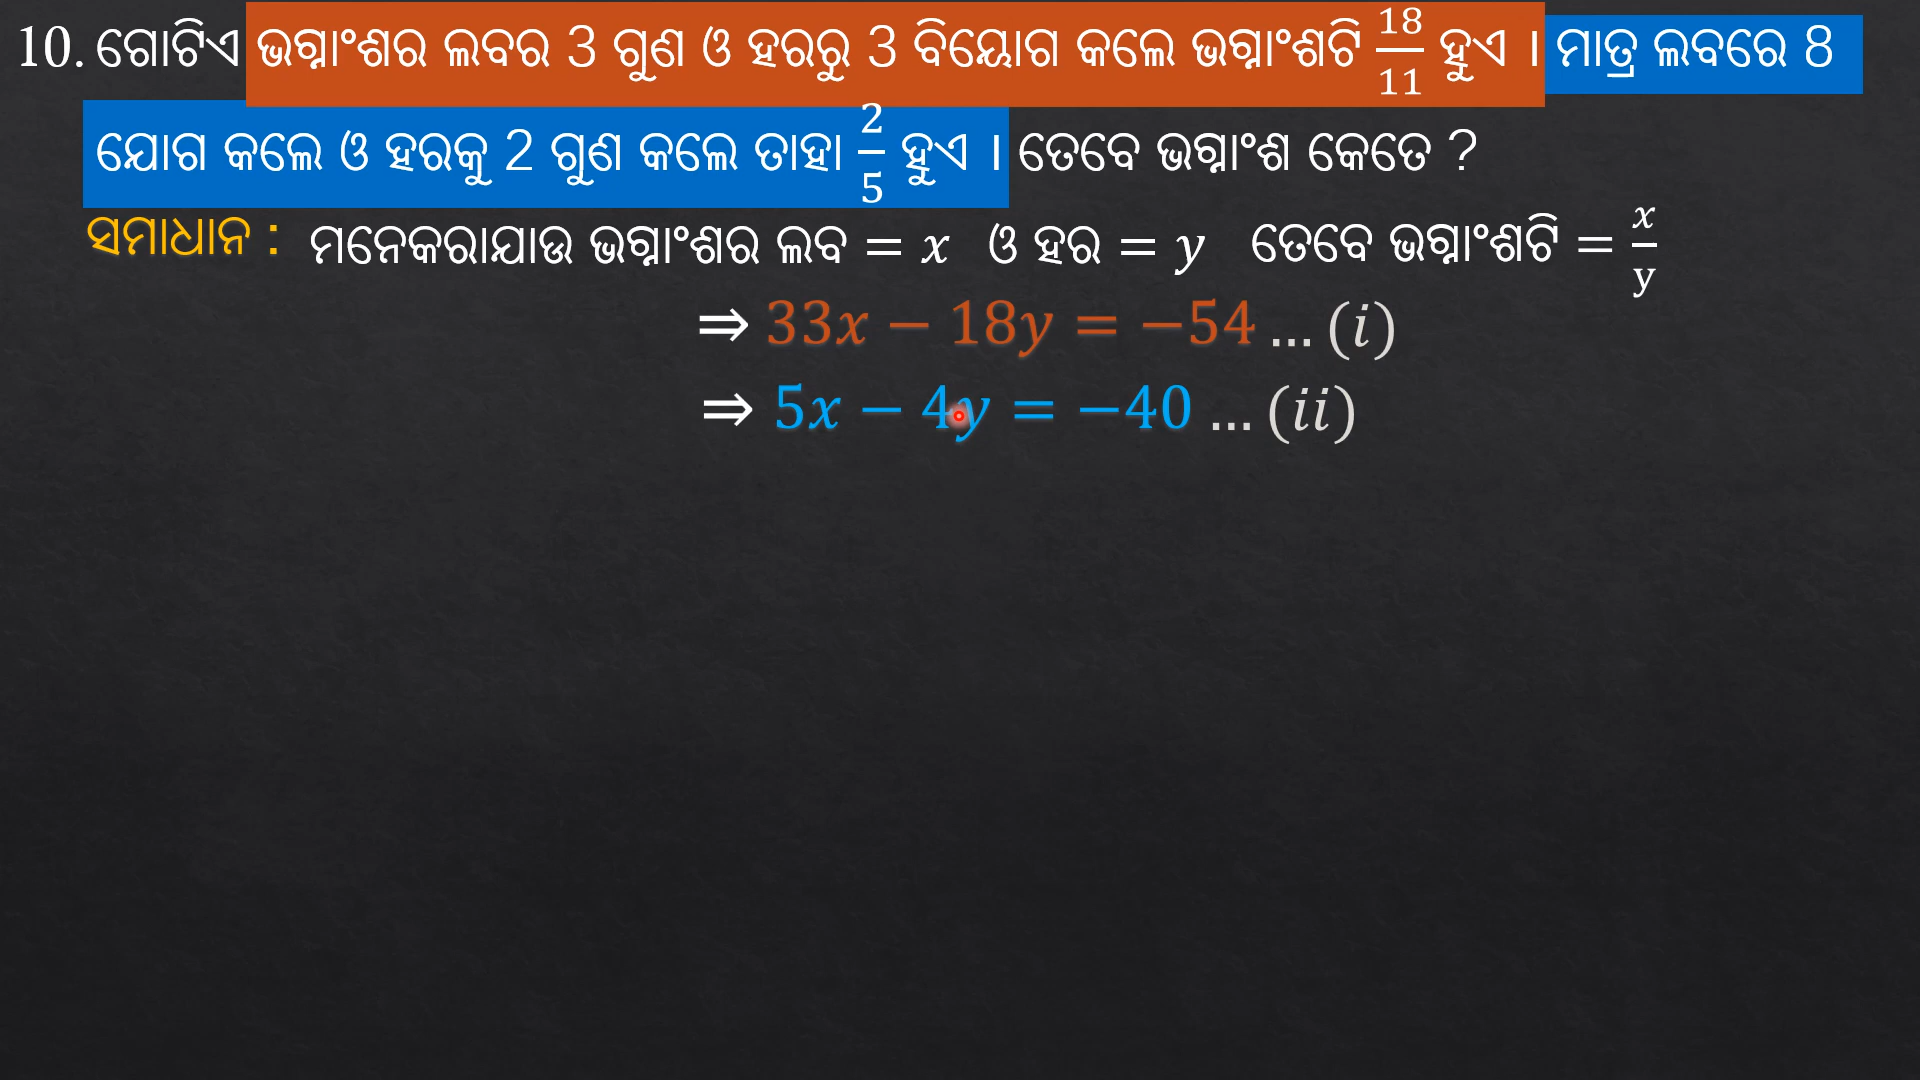 10. ଗୋଟିଏ ଭଗ୍ନାଂଶର ଲବର 3 ଗୁଣ ଓ ହରରୁ 3 ବିୟୋଗ କଲେ ଭଗ୍ନାଂଶଟି 18/11 ହୁଏ । ମାତ୍ର ଲବରେ 8
ଯୋଗ କଲେ ଓ ହରକୁ 2 ଗୁଣ କଲେ ତାହା 2/5 ହୁଏ । ତେବେ ଭଗ୍ନାଂଶ କେତେ ?
ସମାଧାନ : ମନେକରାଯାଉ ଭଗ୍ନାଂଶର ଲବ = x ଓ ହର = y ତେବେ ଭଗ୍ନାଂଶଟି = x/y
⇒ 33x − 18y = −54 ... (i)
⇒ 5x − 4y = −40 ... (ii)